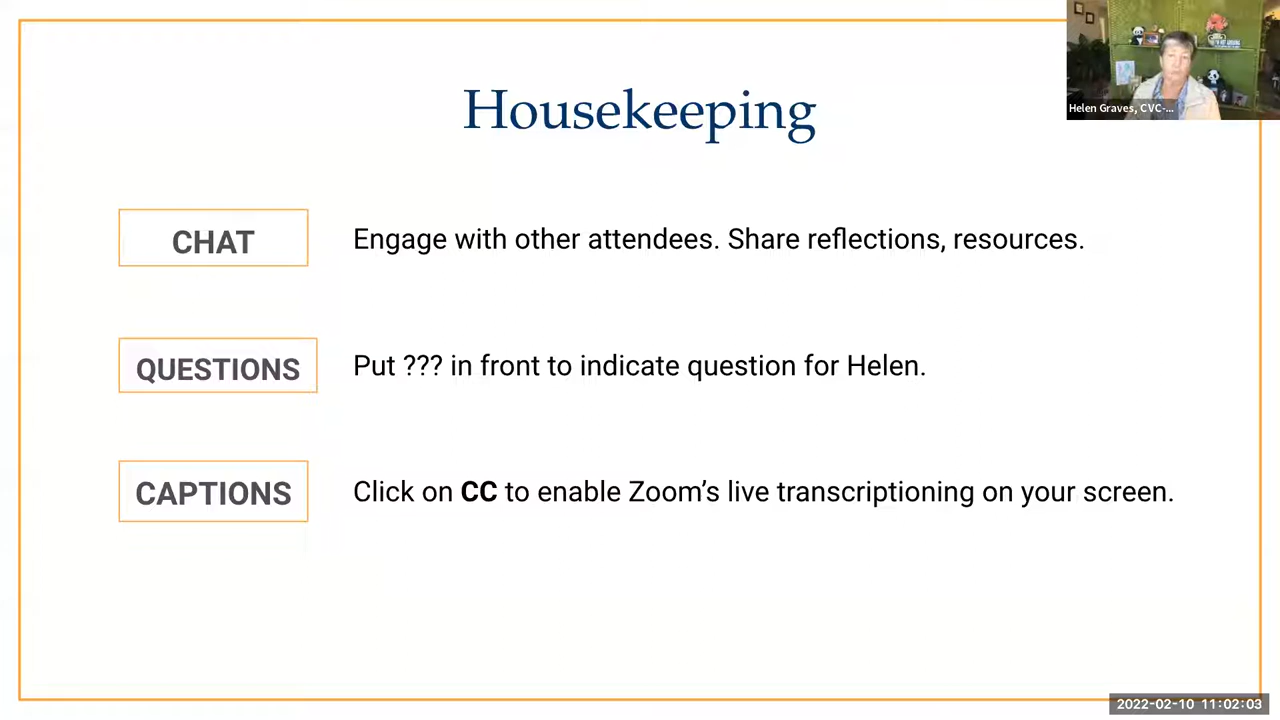 Housekeeping
Helen Graves, CVC-...
CHAT
Engage with other attendees. Share reflections, resources.
QUESTIONS
Put ??? in front to indicate question for Helen.
CAPTIONS
Click on CC to enable Zoom’s live transcriptioning on your screen.
2022-02-10 11:02:03